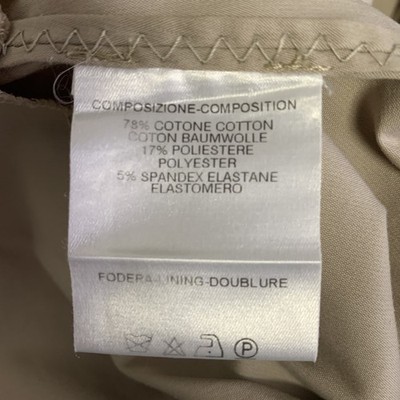 COMPOSIZIONE-COMPOSITION
78% COTONE COTTON
COTON BAUMWOLLE
17% POLIESTERE
POLYESTER
5% SPANDEX ELASTANE
ELASTOMERO
FODERA-LINING-DOUBLURE
P